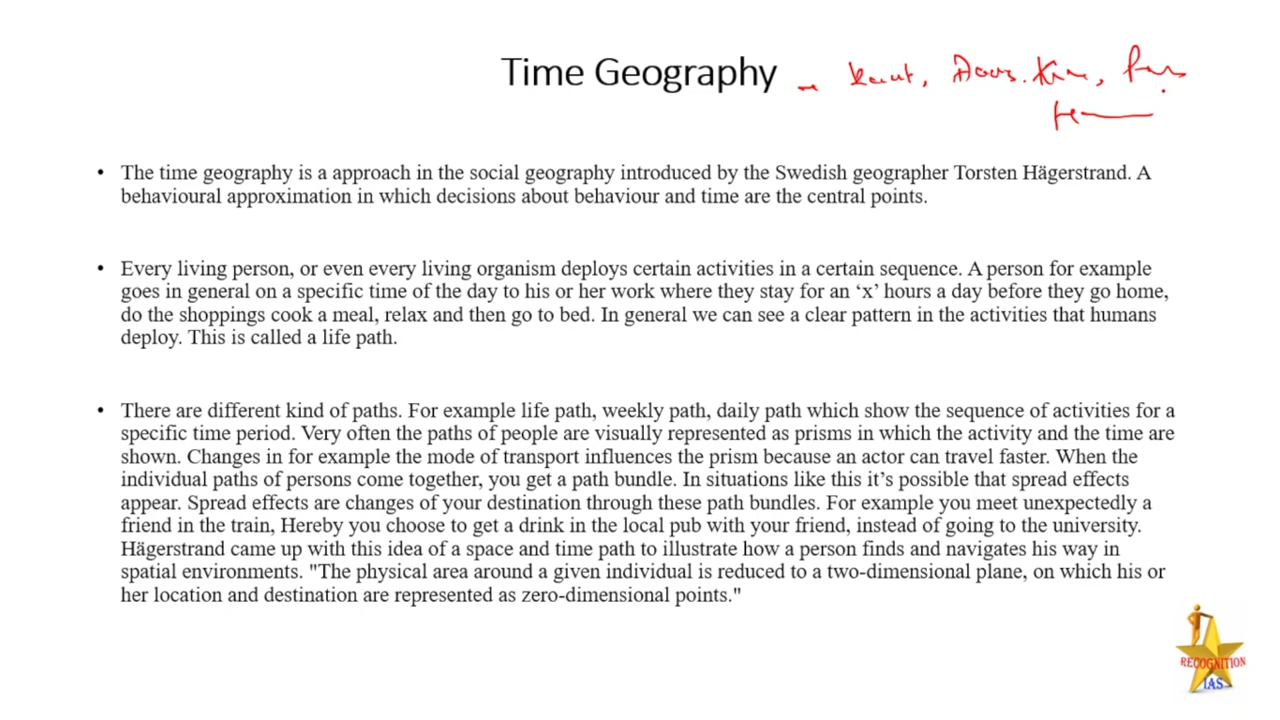 Time Geography
The time geography is a approach in the social geography introduced by the Swedish geographer Torsten Hägerstrand. A
behavioural approximation in which decisions about behaviour and time are the central points.
Every living person, or even every living organism deploys certain activities in a certain sequence. A person for example
goes in general on a specific time of the day to his or her work where they stay for an ‘x’ hours a day before they go home,
do the shoppings cook a meal, relax and then go to bed. In general we can see a clear pattern in the activities that humans
deploy. This is called a life path.
There are different kind of paths. For example life path, weekly path, daily path which show the sequence of activities for a
specific time period. Very often the paths of people are visually represented as prisms in which the activity and the time are
shown. Changes in for example the mode of transport influences the prism because an actor can travel faster. When the
individual paths of persons come together, you get a path bundle. In situations like this it’s possible that spread effects
appear. Spread effects are changes of your destination through these path bundles. For example you meet unexpectedly a
friend in the train, Hereby you choose to get a drink in the local pub with your friend, instead of going to the university.
Hägerstrand came up with this idea of a space and time path to illustrate how a person finds and navigates his way in
spatial environments. "The physical area around a given individual is reduced to a two-dimensional plane, on which his or
her location and destination are represented as zero-dimensional points."
RECOGNITION
IAS